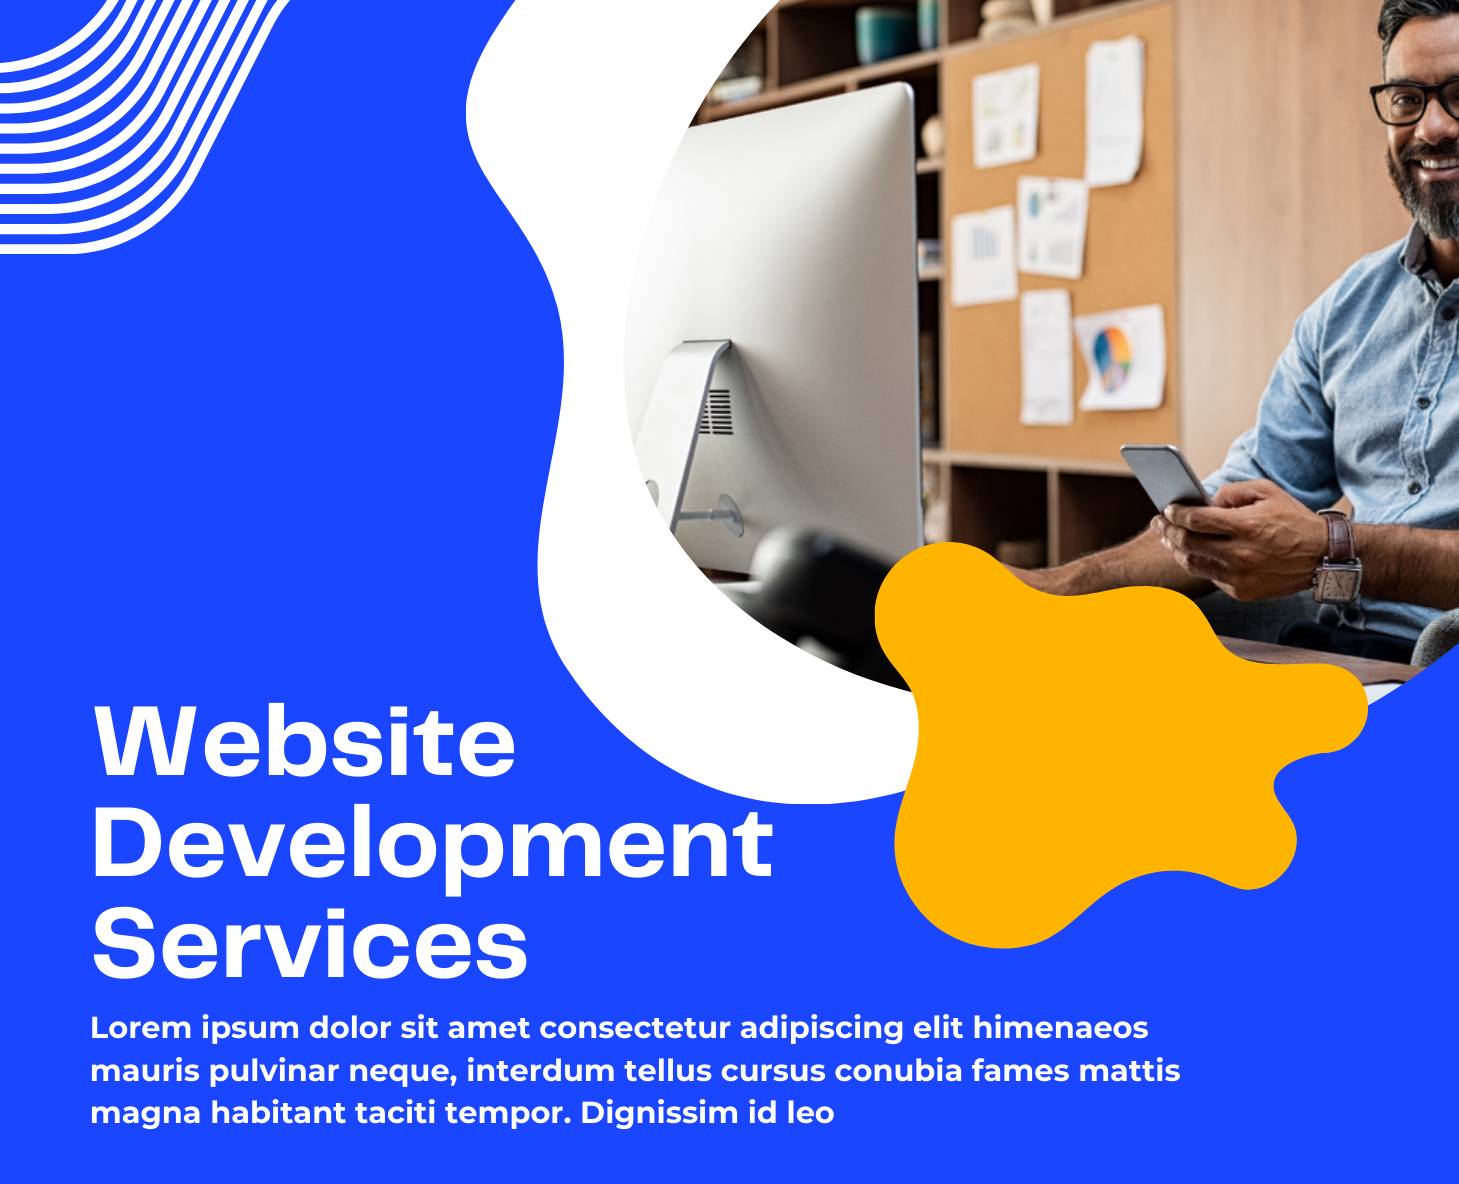 Website
Development
Services
Lorem ipsum dolor sit amet consectetur adipiscing elit himenaeos
mauris pulvinar neque, interdum tellus cursus conubia fames mattis
magna habitant taciti tempor. Dignissim id leo